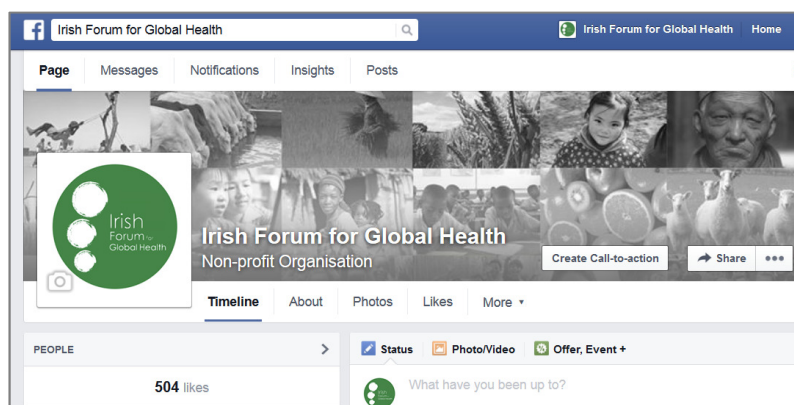 Irish Forum for Global Health
Irish Forum for Global Health Home
Page Messages Notifications Insights Posts
Irish
Forum for
Global Health
Irish Forum for Global Health
Non-profit Organisation
Create Call-to-action Share
Timeline About Photos Likes More
PEOPLE
504 likes
Status Photo/Video Offer, Event +
What have you been up to?